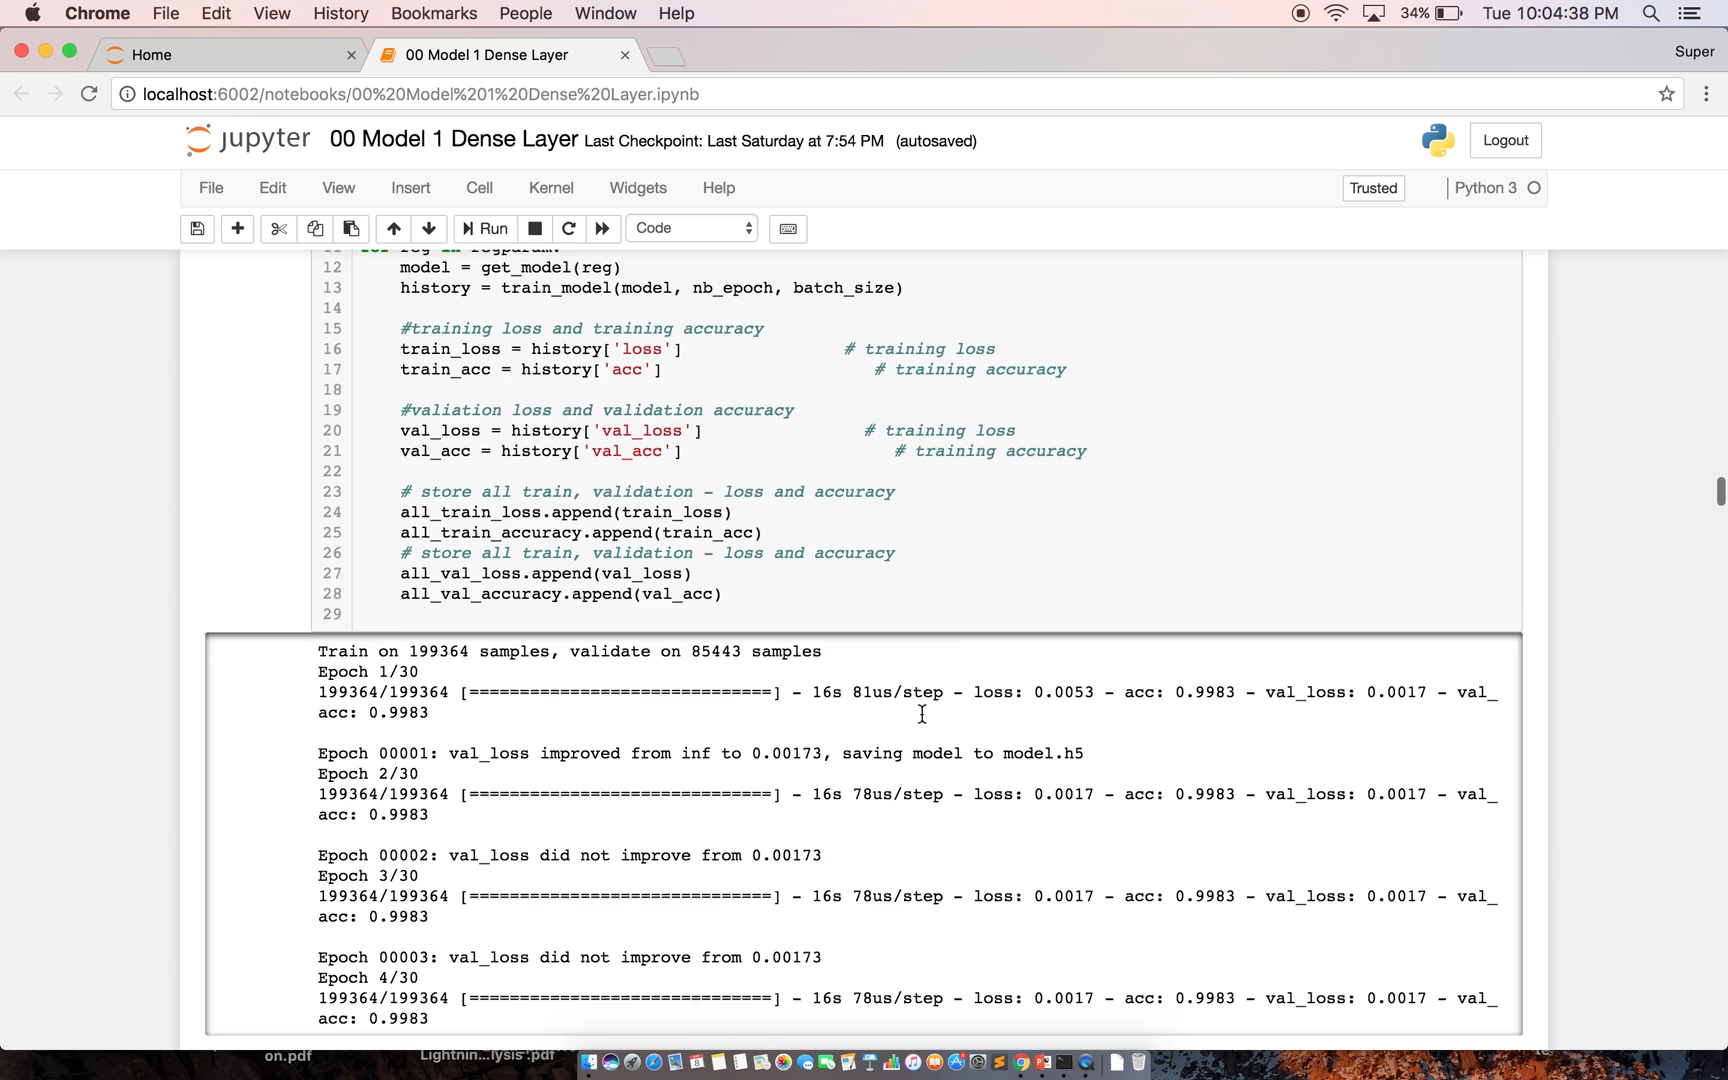 Chrome File Edit View History Bookmarks People Window Help 34% Tue 10:04:38 PM
Home 00 Model 1 Dense Layer Super
localhost:6002/notebooks/00%20Model%201%20Dense%20Layer.ipynb
jupyter 00 Model 1 Dense Layer Last Checkpoint: Last Saturday at 7:54 PM (autosaved) Logout
File Edit View Insert Cell Kernel Widgets Help Trusted Python 3
Run Code
12 model = get_model(reg)
13 history = train_model(model, nb_epoch, batch_size)
14
15 #training loss and training accuracy
16 train_loss = history['loss'] # training loss
17 train_acc = history['acc'] # training accuracy
18
19 #valiation loss and validation accuracy
20 val_loss = history['val_loss'] # training loss
21 val_acc = history['val_acc'] # training accuracy
22
23 # store all train, validation - loss and accuracy
24 all_train_loss.append(train_loss)
25 all_train_accuracy.append(train_acc)
26 # store all train, validation - loss and accuracy
27 all_val_loss.append(val_loss)
28 all_val_accuracy.append(val_acc)
29
Train on 199364 samples, validate on 85443 samples
Epoch 1/30
199364/199364 [==============================] - 16s 81us/step - loss: 0.0053 - acc: 0.9983 - val_loss: 0.0017 - val_
acc: 0.9983
Epoch 00001: val_loss improved from inf to 0.00173, saving model to model.h5
Epoch 2/30
199364/199364 [==============================] - 16s 78us/step - loss: 0.0017 - acc: 0.9983 - val_loss: 0.0017 - val_
acc: 0.9983
Epoch 00002: val_loss did not improve from 0.00173
Epoch 3/30
199364/199364 [==============================] - 16s 78us/step - loss: 0.0017 - acc: 0.9983 - val_loss: 0.0017 - val_
acc: 0.9983
Epoch 00003: val_loss did not improve from 0.00173
Epoch 4/30
199364/199364 [==============================] - 16s 78us/step - loss: 0.0017 - acc: 0.9983 - val_loss: 0.0017 - val_
acc: 0.9983
on.pdf Lightnin...lysis'.pdf